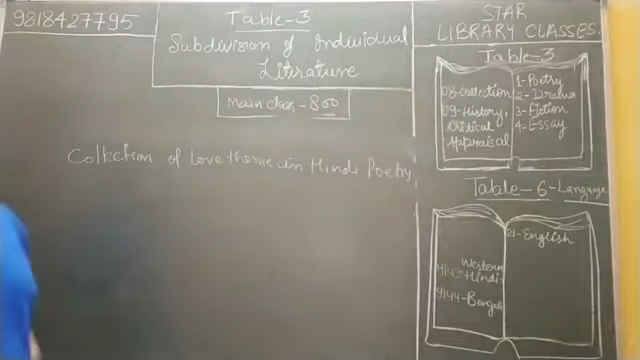 9818427795
Table-3
Subdivision of Individual
Literature
Main class-800
Collection of Love theme in Hindi Poetry
STAR
LIBRARY CLASSES.
Table-3
08-Collection
09-History,
Critical
Appraisal
1-Poetry
2-Drama
3-Fiction
4-Essay
Table-6-Language
Western
9143-Hindi
9144-Bengali
21-English